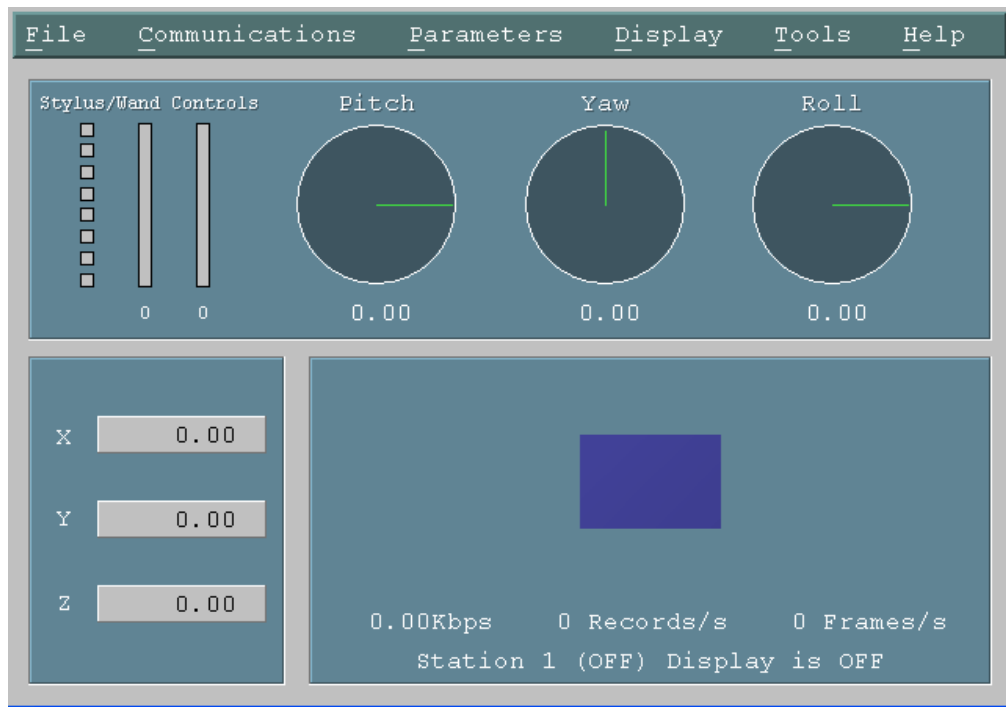 File Communications Parameters Display Tools Help
Stylus/Wand Controls Pitch Yaw Roll
0 0 0.00 0.00 0.00
X 0.00
Y 0.00
Z 0.00
0.00Kbps 0 Records/s 0 Frames/s
Station 1 (OFF) Display is OFF